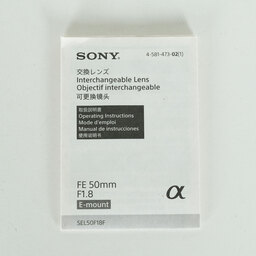 SONY
4-581-473-02(1)
交換レンズ
Interchangeable Lens
Objectif interchangeable
可更换镜头
取扱説明書
Operating Instructions
Mode d'emploi
Manual de instrucciones
使用说明书
FE 50mm
F1.8
E-mount
α
SEL50F18F